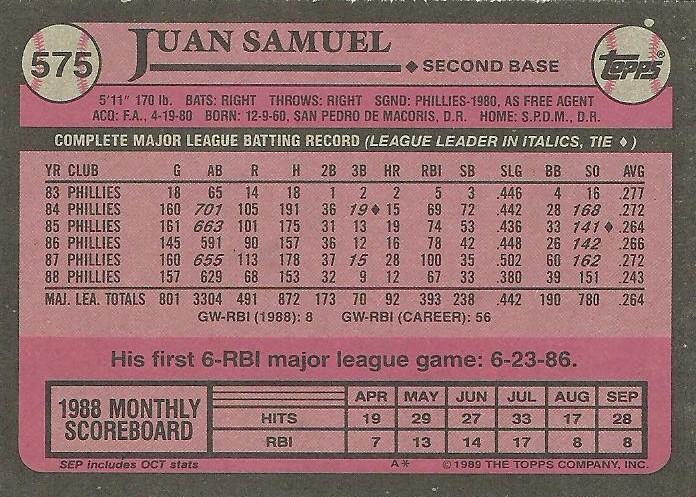 575
JUAN SAMUEL
◆ SECOND BASE
TOPPS®
5'11" 170 lb. BATS: RIGHT THROWS: RIGHT SGND: PHILLIES-1980, AS FREE AGENT
ACQ: F.A., 4-19-80 BORN: 12-9-60, SAN PEDRO DE MACORIS, D.R. HOME: S.P.D.M., D.R.
COMPLETE MAJOR LEAGUE BATTING RECORD (LEAGUE LEADER IN ITALICS, TIE ♦)
YR CLUB G AB R H 2B 3B HR RBI SB SLG BB SO AVG
83 PHILLIES 18 65 14 18 1 2 2 5 3 .446 4 16 .277
84 PHILLIES 160 701 105 191 36 19♦ 15 69 72 .442 28 168 .272
85 PHILLIES 161 663 101 175 31 13 19 74 53 .436 33 141♦ .264
86 PHILLIES 145 591 90 157 36 12 16 78 42 .448 26 142 .266
87 PHILLIES 160 655 113 178 37 15 28 100 35 .502 60 162 .272
88 PHILLIES 157 629 68 153 32 9 12 67 33 .380 39 151 .243
MAJ. LEA. TOTALS 801 3304 491 872 173 70 92 393 238 .442 190 780 .264
GW-RBI (1988): 8 GW-RBI (CAREER): 56
His first 6-RBI major league game: 6-23-86.
1988 MONTHLY
SCOREBOARD
APR MAY JUN JUL AUG SEP
HITS 19 29 27 33 17 28
RBI 7 13 14 17 8 8
SEP includes OCT stats
A* ©1989 THE TOPPS COMPANY, INC.